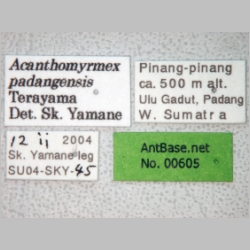 Acanthomyrmex
padangensis
Terayama
Det. Sk. Yamane
Pinang-pinang
ca. 500 m alt.
Ulu Gadut, Padang
W. Sumatra
12 ii 2004
Sk. Yamane leg
SU04-SKY-45
AntBase.net
No. 00605